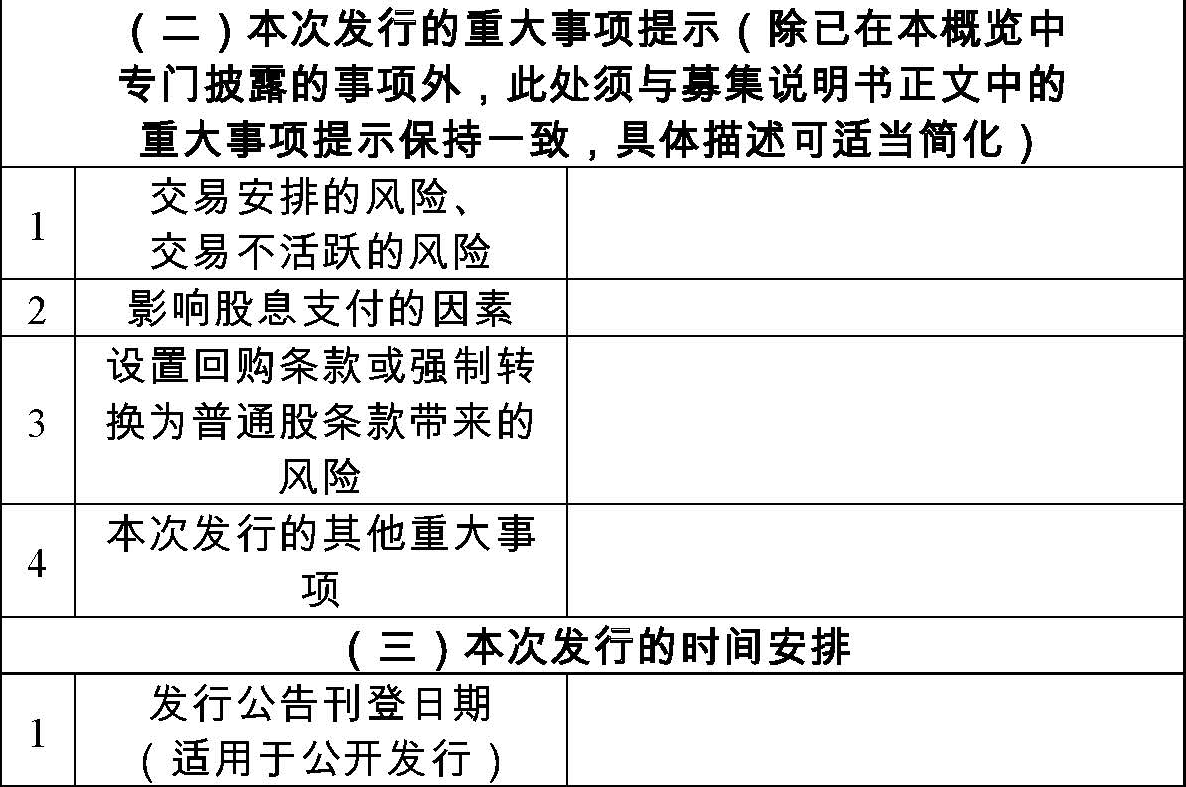 （二）本次发行的重大事项提示（除已在本概览中
专门披露的事项外，此处须与募集说明书正文中的
重大事项提示保持一致，具体描述可适当简化）
1
交易安排的风险、
交易不活跃的风险
2
影响股息支付的因素
3
设置回购条款或强制转
换为普通股条款带来的
风险
4
本次发行的其他重大事
项
（三）本次发行的时间安排
1
发行公告刊登日期
（适用于公开发行）